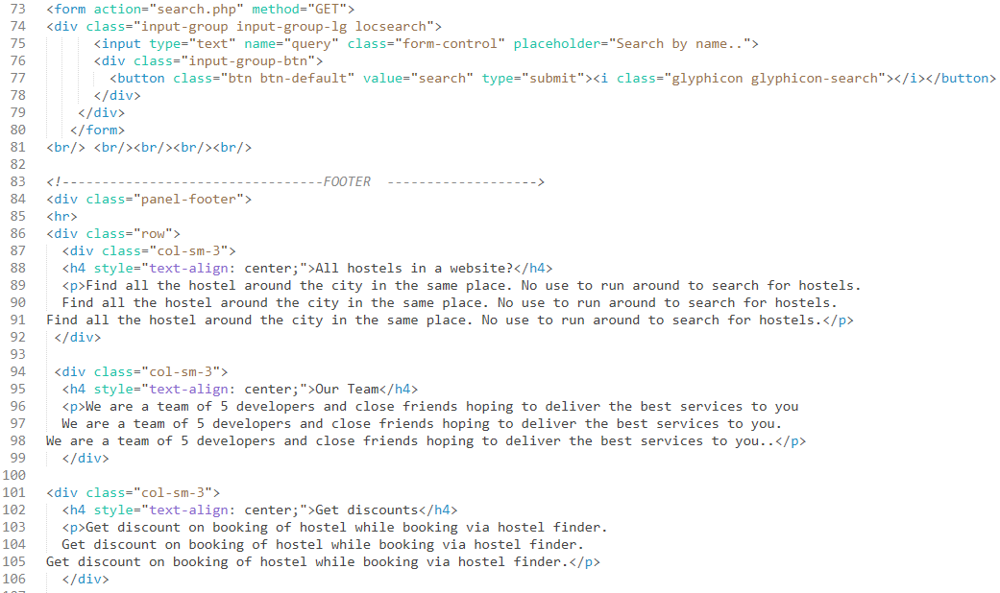 73 <form action="search.php" method="GET">
74 <div class="input-group input-group-lg locsearch">
75 <input type="text" name="query" class="form-control" placeholder="Search by name..">
76 <div class="input-group-btn">
77 <button class="btn btn-default" value="search" type="submit"><i class="glyphicon glyphicon-search"></i></button>
78 </div>
79 </div>
80 </form>
81 <br/> <br/><br/><br/><br/>
82
83 <!---------------------------------FOOTER ------------------->
84 <div class="panel-footer">
85 <hr>
86 <div class="row">
87 <div class="col-sm-3">
88 <h4 style="text-align: center;">All hostels in a website?</h4>
89 <p>Find all the hostel around the city in the same place. No use to run around to search for hostels.
90 Find all the hostel around the city in the same place. No use to run around to search for hostels.
91 Find all the hostel around the city in the same place. No use to run around to search for hostels.</p>
92 </div>
93
94 <div class="col-sm-3">
95 <h4 style="text-align: center;">Our Team</h4>
96 <p>We are a team of 5 developers and close friends hoping to deliver the best services to you
97 We are a team of 5 developers and close friends hoping to deliver the best services to you.
98 We are a team of 5 developers and close friends hoping to deliver the best services to you..</p>
99 </div>
100
101 <div class="col-sm-3">
102 <h4 style="text-align: center;">Get discounts</h4>
103 <p>Get discount on booking of hostel while booking via hostel finder.
104 Get discount on booking of hostel while booking via hostel finder.
105 Get discount on booking of hostel while booking via hostel finder.</p>
106 </div>